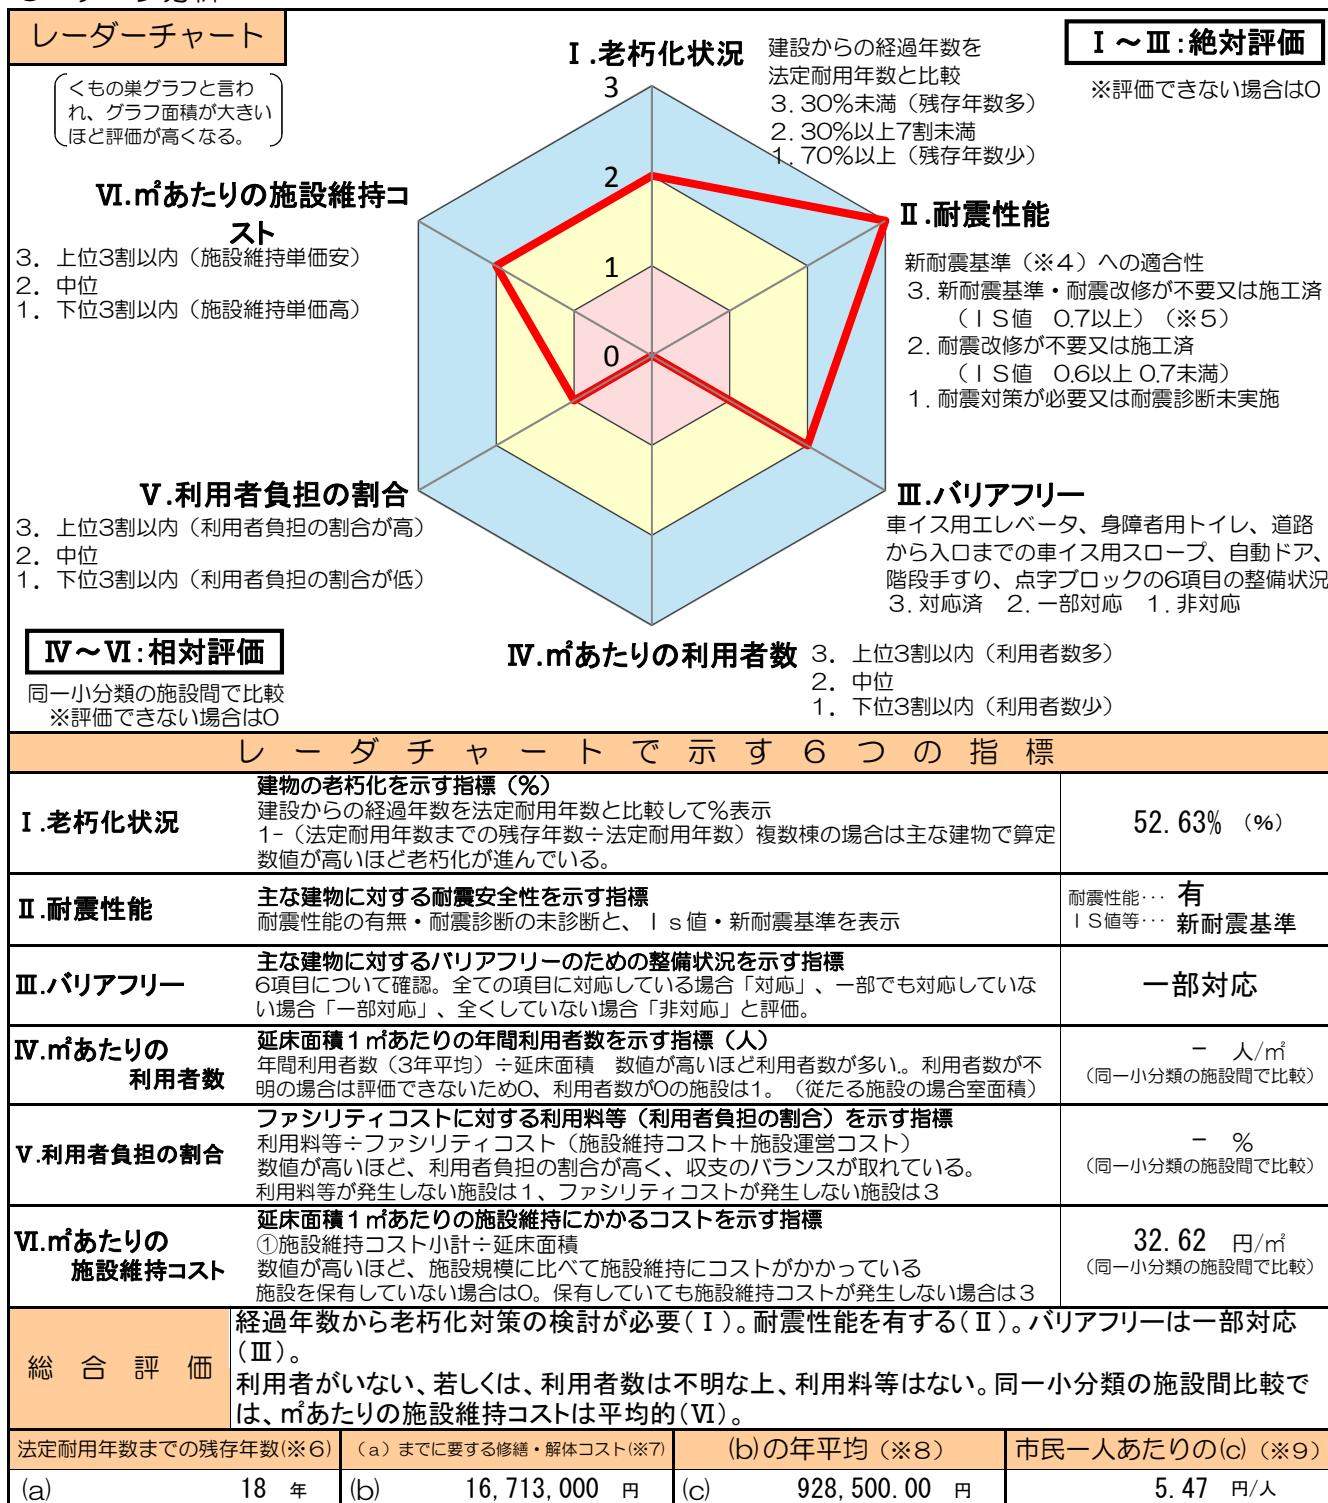 レーダーチャート
くもの巣グラフと言わ
れ、グラフ面積が大きい
ほど評価が高くなる。
Ⅰ.老朽化状況
建設からの経過年数を
法定耐用年数と比較
3.30%未満（残存年数多）
2.30%以上7割未満
1.70%以上（残存年数少）
Ⅰ～Ⅲ:絶対評価
※評価できない場合は0
3
2
1
0
Ⅵ.㎡あたりの施設維持コ
スト
3．上位3割以内（施設維持単価安）
2．中位
1．下位3割以内（施設維持単価高）
Ⅱ.耐震性能
新耐震基準（※4）への適合性
3.新耐震基準・耐震改修が不要又は施工済
（ＩＳ値　0.7以上）（※5）
2.耐震改修が不要又は施工済
（ＩＳ値　0.6以上 0.7未満）
1.耐震対策が必要又は耐震診断未実施
Ⅴ.利用者負担の割合
3．上位3割以内（利用者負担の割合が高）
2．中位
1．下位3割以内（利用者負担の割合が低）
Ⅲ.バリアフリー
車イス用エレベータ、身障者用トイレ、道路
から入口までの車イス用スロープ、自動ドア、
階段手すり、点字ブロックの6項目の整備状況
3.対応済　2.一部対応　1.非対応
Ⅳ～Ⅵ:相対評価
同一小分類の施設間で比較
※評価できない場合は0
Ⅳ.㎡あたりの利用者数
3．上位3割以内（利用者数多）
2．中位
1．下位3割以内（利用者数少）
レーダチャートで示す6つの指標
Ⅰ.老朽化状況
建物の老朽化を示す指標（%）
建設からの経過年数を法定耐用年数と比較して%表示
1-（法定耐用年数までの残存年数÷法定耐用年数）複数棟の場合は主な建物で算定
数値が高いほど老朽化が進んでいる。
52.63% （%）
Ⅱ.耐震性能
主な建物に対する耐震安全性を示す指標
耐震性能の有無・耐震診断の未診断と、Ｉｓ値・新耐震基準を表示
耐震性能… 有
ＩＳ値等… 新耐震基準
Ⅲ.バリアフリー
主な建物に対するバリアフリーのための整備状況を示す指標
6項目について確認。全ての項目に対応している場合「対応」、一部でも対応していな
い場合「一部対応」、全くしていない場合「非対応」と評価。
一部対応
Ⅳ.㎡あたりの
利用者数
延床面積１㎡あたりの年間利用者数を示す指標（人）
年間利用者数（3年平均）÷延床面積　数値が高いほど利用者数が多い。利用者数が不
明の場合は評価できないため0、利用者数が0の施設は1。（従たる施設の場合室面積）
－ 人/㎡
（同一小分類の施設間で比較）
Ⅴ.利用者負担の割合
ファシリティコストに対する利用料等（利用者負担の割合）を示す指標
利用料等÷ファシリティコスト（施設維持コスト＋施設運営コスト）
数値が高いほど、利用者負担の割合が高く、収支のバランスが取れている。
利用料等が発生しない施設は１、ファシリティコストが発生しない施設は３
－ %
（同一小分類の施設間で比較）
Ⅵ.㎡あたりの
施設維持コスト
延床面積１㎡あたりの施設維持にかかるコストを示す指標
①施設維持コスト小計÷延床面積
数値が高いほど、施設規模に比べて施設維持にコストがかかっている
施設を保有していない場合は0。保有していても施設維持コストが発生しない場合は３
32.62 円/㎡
（同一小分類の施設間で比較）
総合評価
経過年数から老朽化対策の検討が必要(Ⅰ)。耐震性能を有する(Ⅱ)。バリアフリーは一部対応
(Ⅲ)。
利用者がいない、若しくは、利用者数は不明な上、利用料等はない。同一小分類の施設間比較で
は、㎡あたりの施設維持コストは平均的(Ⅵ)。
法定耐用年数までの残存年数(※6)
（a）までに要する修繕・解体コスト(※7)
(b)の年平均（※8）
市民一人あたりの(c)（※9）
(a) 18 年
(b) 16,713,000 円
(c) 928,500.00 円
5.47 円/人